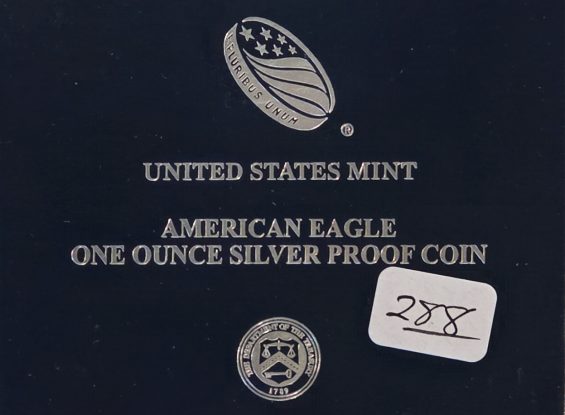 E PLURIBUS UNUM
®
UNITED STATES MINT
AMERICAN EAGLE
ONE OUNCE SILVER PROOF COIN
288
THE DEPARTMENT OF THE TREASURY
1789